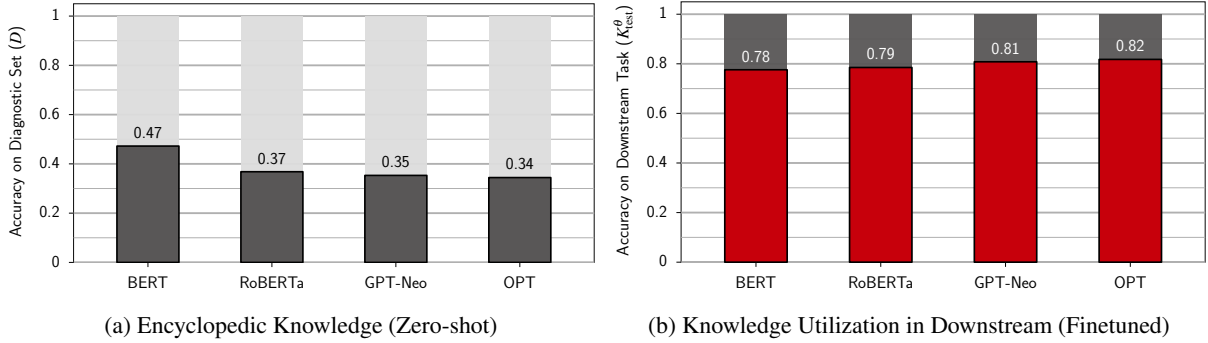 Accuracy on Diagnostic Set (D)
1
0.8
0.6
0.4
0.2
0
0.47
0.37
0.35
0.34
BERT
RoBERTa
GPT-Neo
OPT
(a) Encyclopedic Knowledge (Zero-shot)
Accuracy on Downstream Task (K^θ_test)
1
0.8
0.6
0.4
0.2
0
0.78
0.79
0.81
0.82
BERT
RoBERTa
GPT-Neo
OPT
(b) Knowledge Utilization in Downstream (Finetuned)